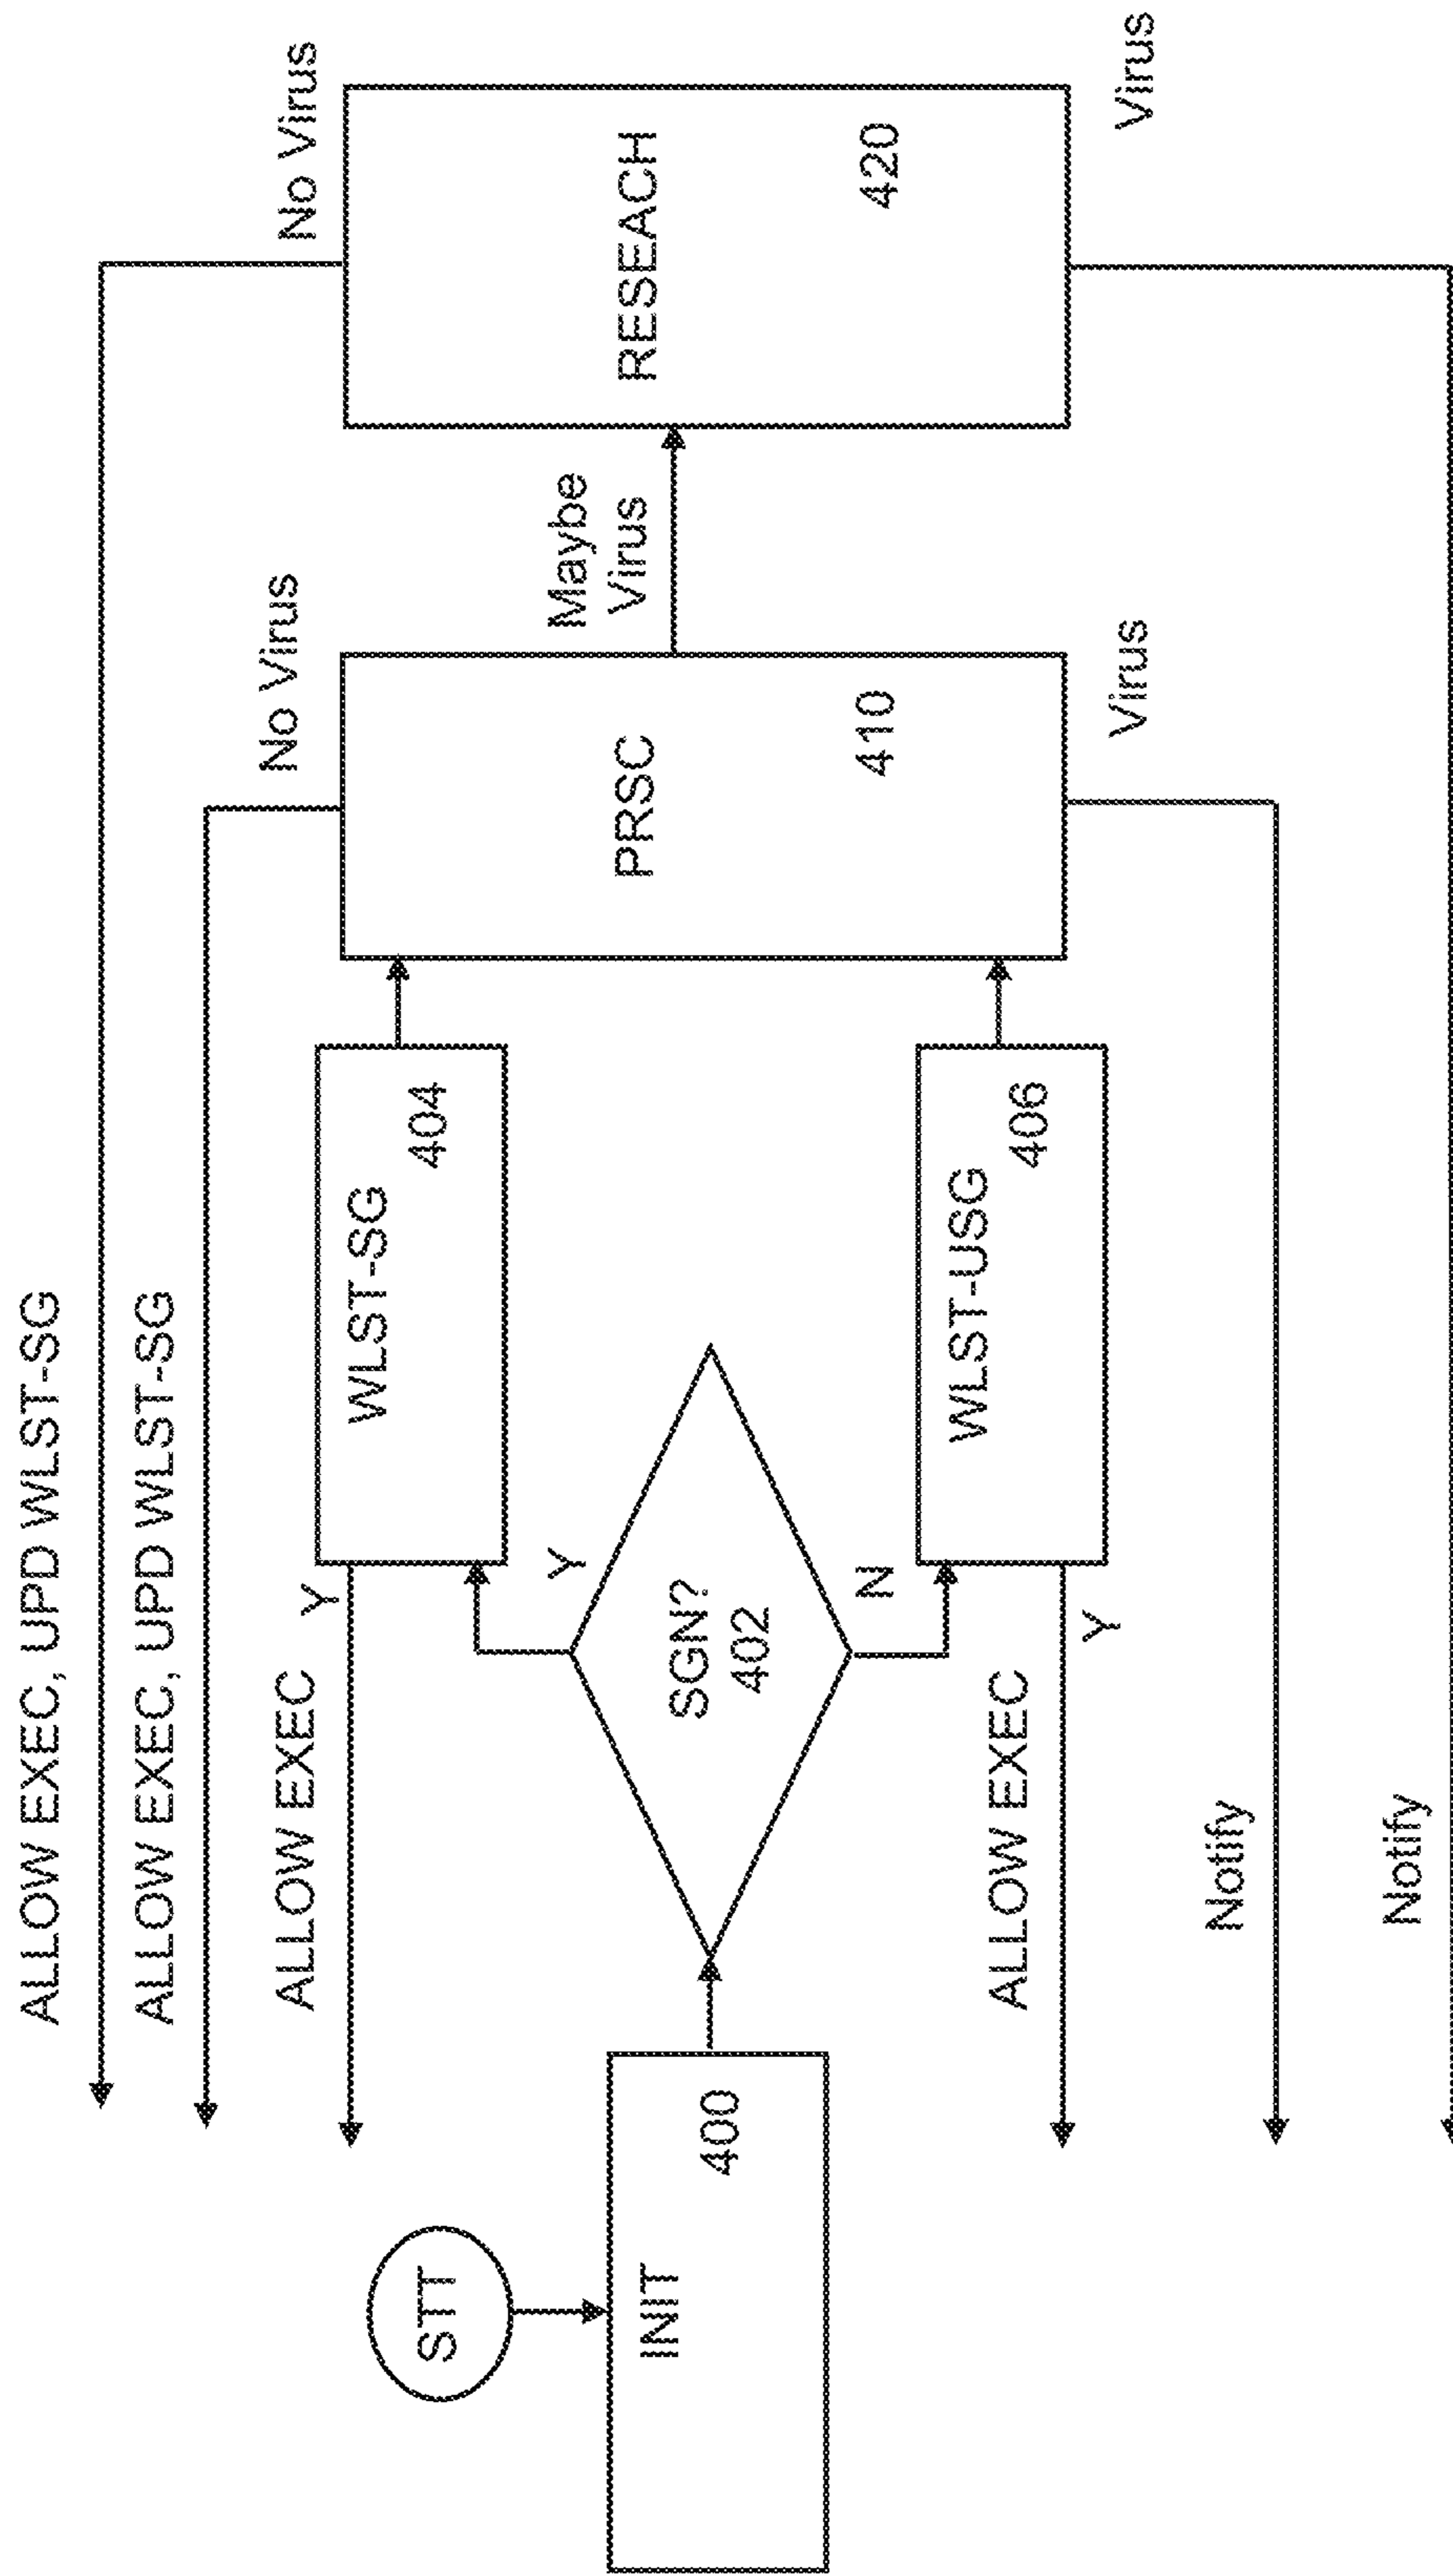 ALLOW EXEC, UPD WLST-SG
ALLOW EXEC, UPD WLST-SG
No Virus
No Virus
ALLOW EXEC
Y
WLST-SG
404
STT
INIT
400
SGN?
402
Y
N
PRSC
410
Maybe
Virus
RESEACH
420
ALLOW EXEC
Y
WLST-USG
406
Virus
Virus
Notify
Notify